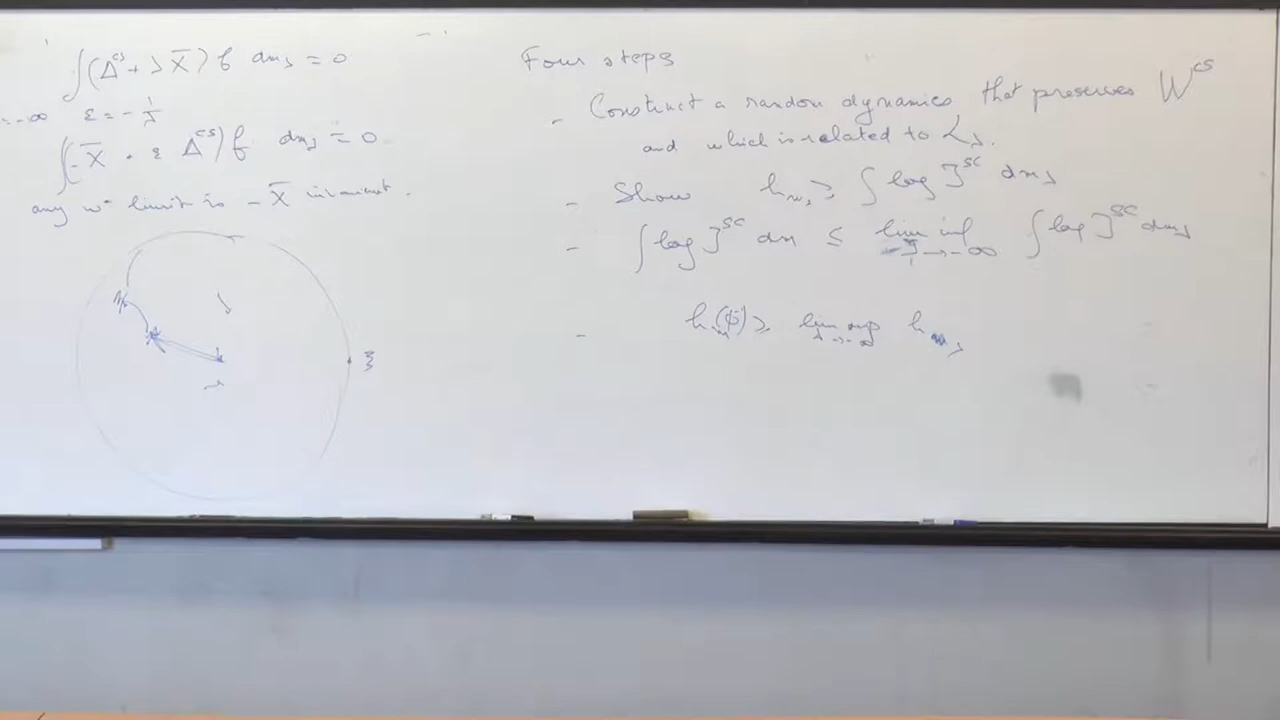 ∫(Δ^{cs} + λ X̄) f dm_λ = 0
→ -∞ ε = -1/λ
∫(-X̄ + ε Δ^{cs}) f dm_λ = 0
any w* limit is -X̄ invariant.
ξ
Four steps
- Construct a random dynamics that preserves W^{cs}
and which is related to L_λ.
- Show h_{m_λ} ≥ ∫ log J^{sc} dm_λ
- ∫ log J^{sc} dm ≤ lim inf_{λ→-∞} ∫ log J^{sc} dm_λ
- h_m(ϕ) ≥ lim sup_{λ→-∞} h_{m_λ}